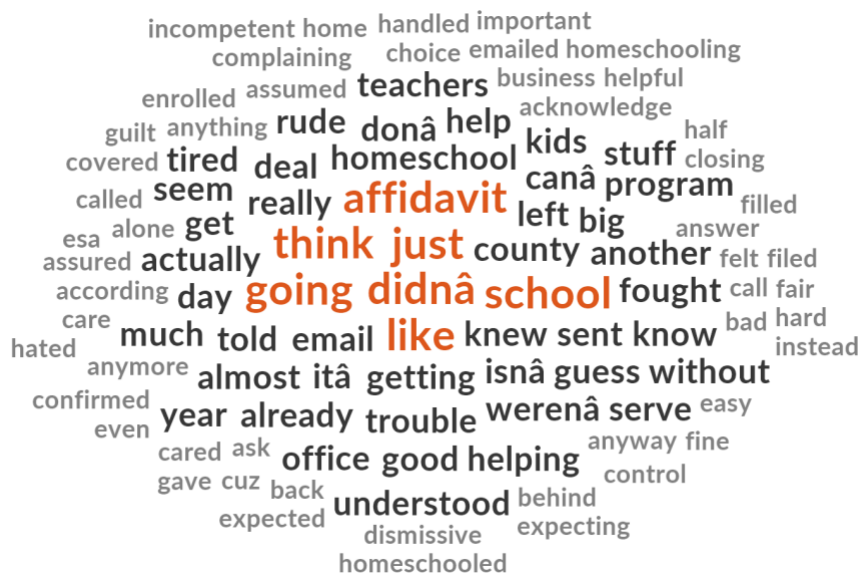 incompetent home handled important
complaining choice emailed homeschooling
enrolled assumed teachers business helpful
guilt anything rude donâ help acknowledge
covered tired deal homeschool kids stuff half closing
called seem really affidavit canâ program filled
esa alone get think just left big answer
assured actually county another felt filed
according day going didnâ school fought call fair
care much told email like knew sent know bad hard
hated anymore almost itâ getting isnâ guess without instead
confirmed year already trouble werenâ serve easy
even cared ask office good helping anyway fine
gave cuz back understood behind control
expected dismissive expecting
homeschooled